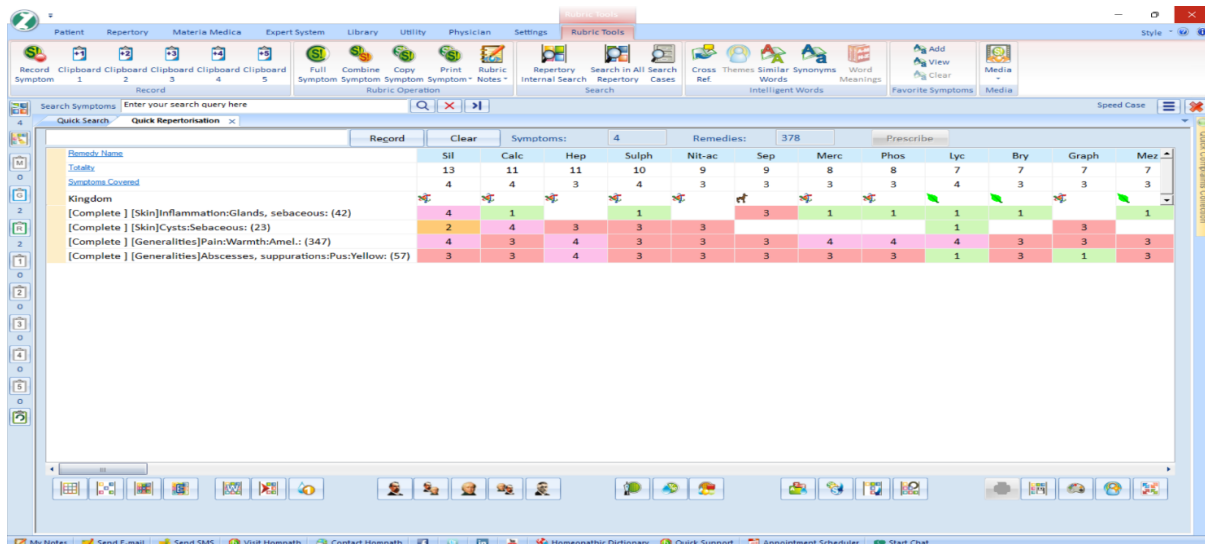 Rubric Tools
Patient Repertory Materia Medica Expert System Library Utility Physician Settings Rubric Tools Style
Record Symptom Clipboard 1 Clipboard 2 Clipboard 3 Clipboard 4 Clipboard 5 Full Symptom Combine Symptom Copy Symptom Print Symptom Rubric Notes Repertory Internal Search Search in All Repertory Search Cases Cross Ref. Themes Similar Words Synonyms Word Meanings Add View Clear Media
Record Rubric Operation Search Intelligent Words Favorite Symptoms Media
Search Symptoms Enter your search query here Speed Case
Quick Search Quick Repertorisation x
Record Clear Symptoms: 4 Remedies: 378 Prescribe
Remedy Name Sil Calc Hep Sulph Nit-ac Sep Merc Phos Lyc Bry Graph Mez
Totality 13 11 11 10 9 9 8 8 7 7 7 7
Symptoms Covered 4 4 3 4 3 3 3 3 4 3 3 3
Kingdom
[Complete ] [Skin]Inflammation:Glands, sebaceous: (42) 4 1 1 3 1 1 1 1 1
[Complete ] [Skin]Cysts:Sebaceous: (23) 2 4 3 3 3 1 3
[Complete ] [Generalities]Pain:Warmth:Amel.: (347) 4 3 4 3 3 3 4 4 4 3 3 3
[Complete ] [Generalities]Abscesses, suppurations:Pus:Yellow: (57) 3 3 4 3 3 3 3 3 1 3 1 3
4
M
0
G
2
R
2
1
0
2
0
3
0
4
0
5
0
Quick Complaints Collection
My Notes Send E-mail Send SMS Visit Hompath Contact Hompath Homeopathic Dictionary Quick Support Appointment Scheduler Start Chat